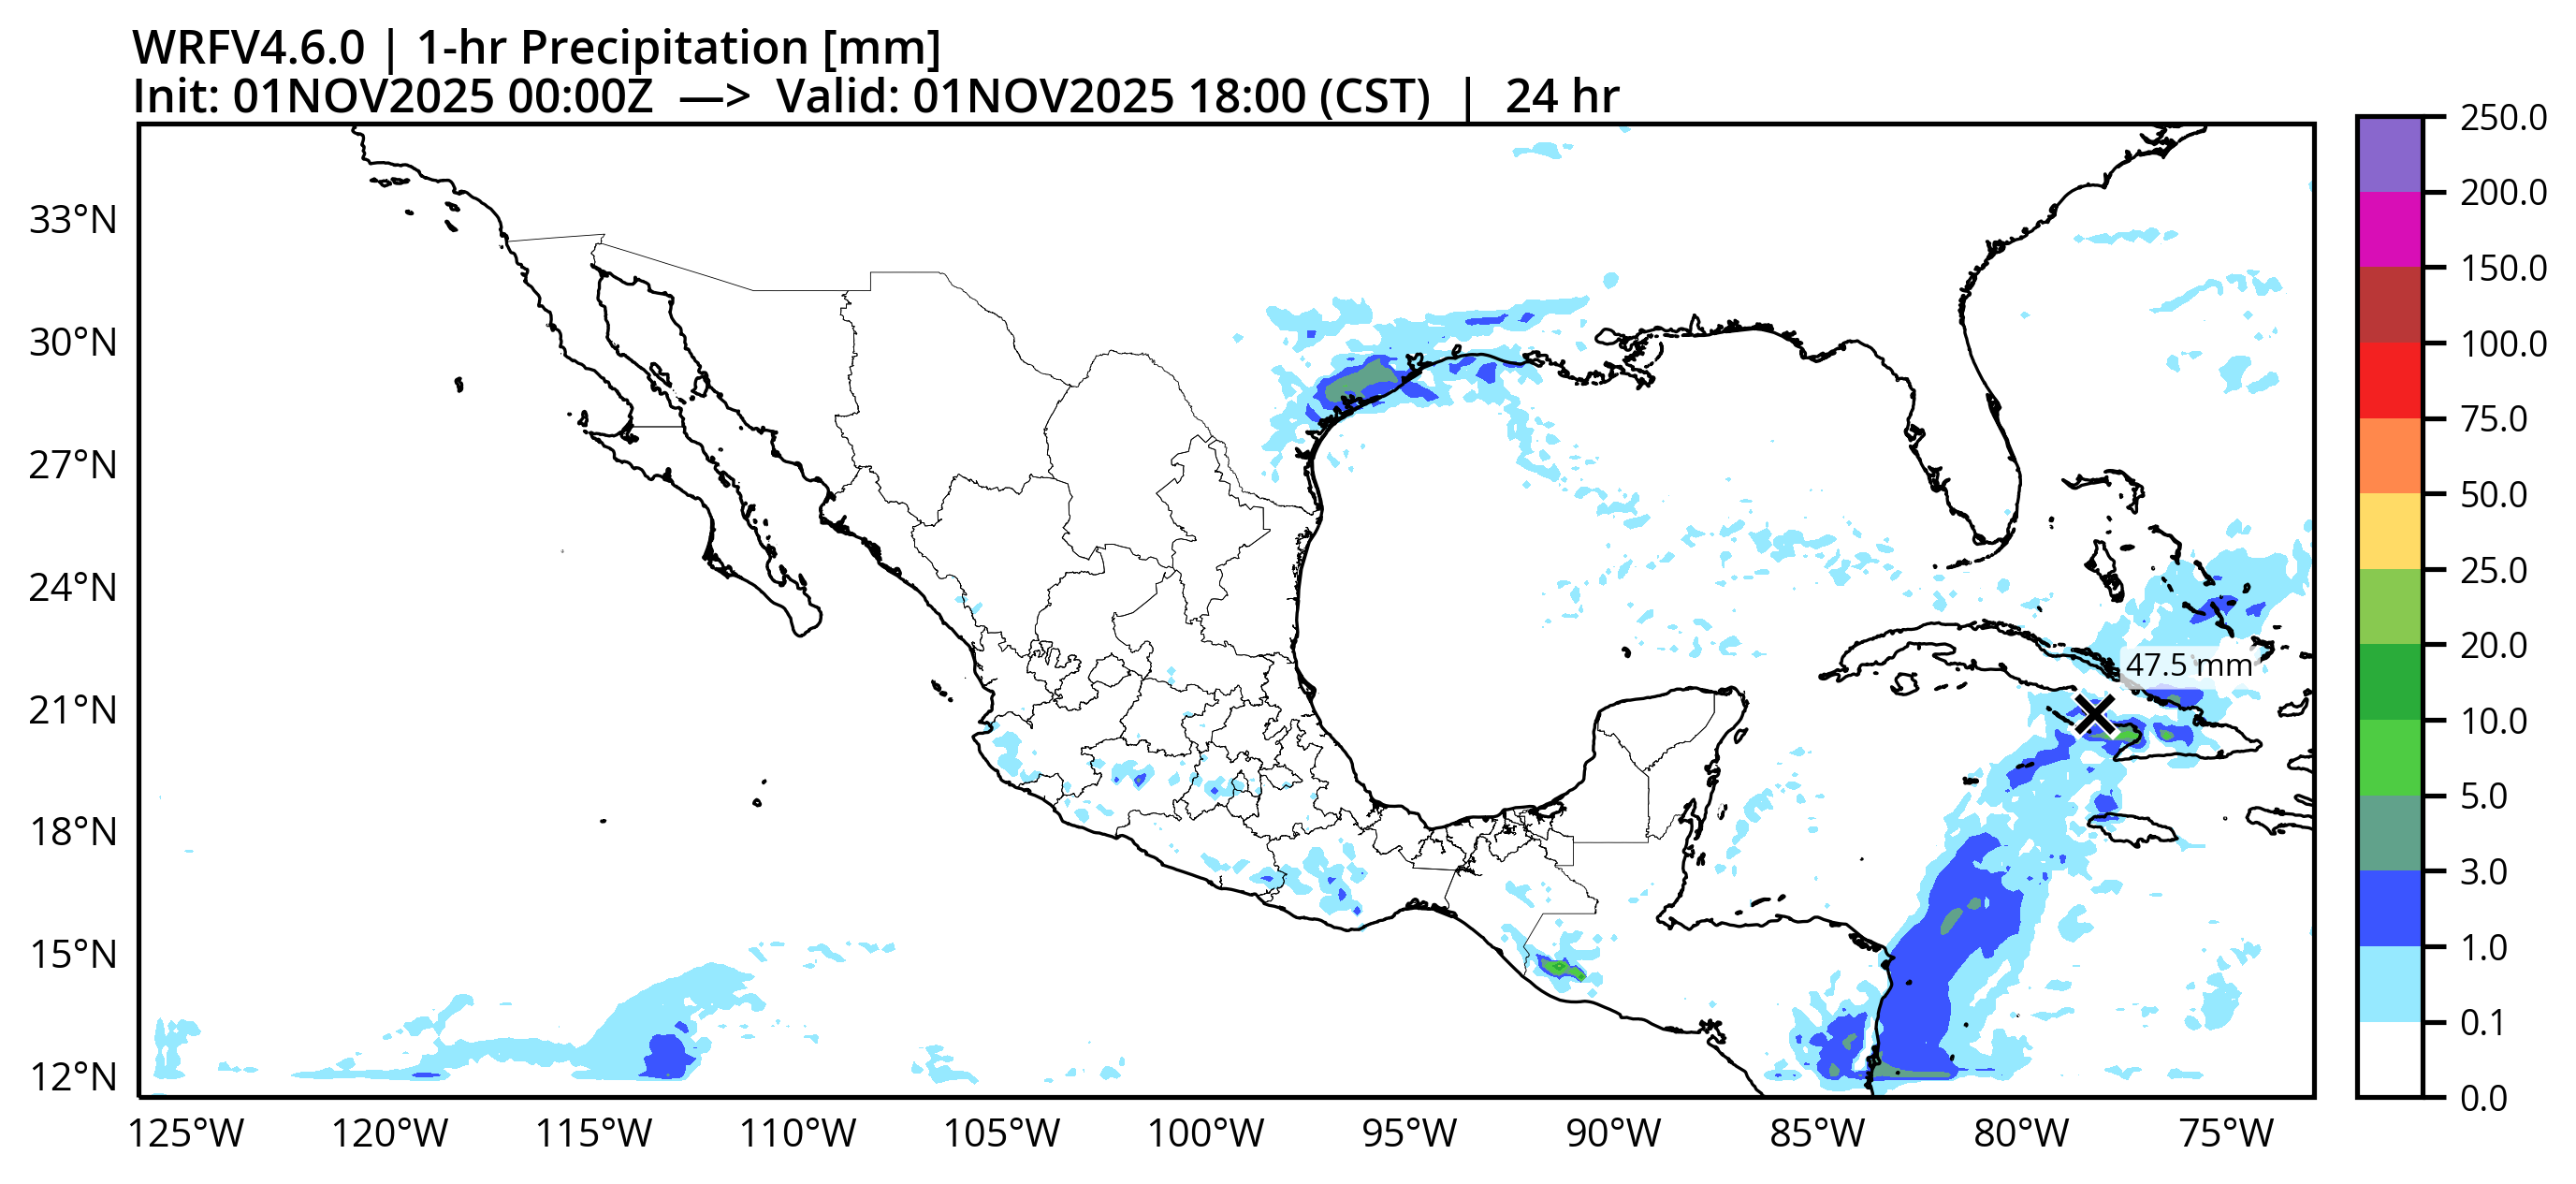 WRFV4.6.0 | 1-hr Precipitation [mm]
Init: 01NOV2025 00:00Z —> Valid: 01NOV2025 18:00 (CST) | 24 hr
33°N
30°N
27°N
24°N
21°N
18°N
15°N
12°N
125°W 120°W 115°W 110°W 105°W 100°W 95°W 90°W 85°W 80°W 75°W
47.5 mm
250.0
200.0
150.0
100.0
75.0
50.0
25.0
20.0
10.0
5.0
3.0
1.0
0.1
0.0